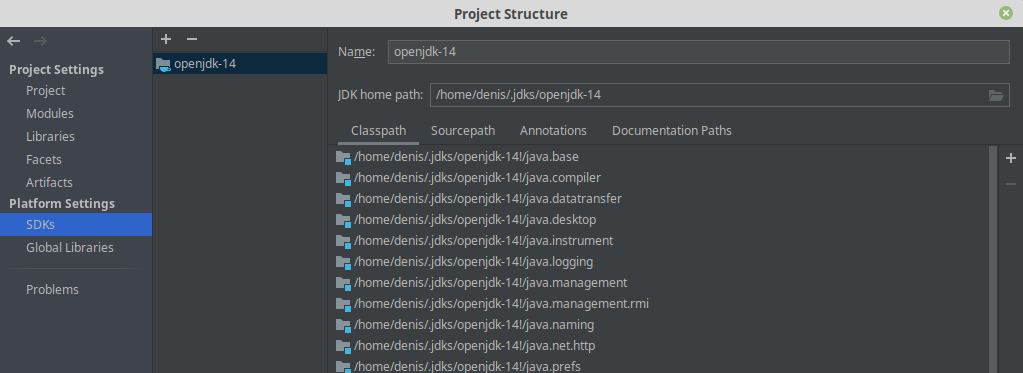 Project Structure
Project Settings
Project
Modules
Libraries
Facets
Artifacts
Platform Settings
SDKs
Global Libraries
Problems
openjdk-14
Name: openjdk-14
JDK home path: /home/denis/.jdks/openjdk-14
Classpath Sourcepath Annotations Documentation Paths
/home/denis/.jdks/openjdk-14!/java.base
/home/denis/.jdks/openjdk-14!/java.compiler
/home/denis/.jdks/openjdk-14!/java.datatransfer
/home/denis/.jdks/openjdk-14!/java.desktop
/home/denis/.jdks/openjdk-14!/java.instrument
/home/denis/.jdks/openjdk-14!/java.logging
/home/denis/.jdks/openjdk-14!/java.management
/home/denis/.jdks/openjdk-14!/java.management.rmi
/home/denis/.jdks/openjdk-14!/java.naming
/home/denis/.jdks/openjdk-14!/java.net.http
/home/denis/.jdks/openjdk-14!/java.prefs